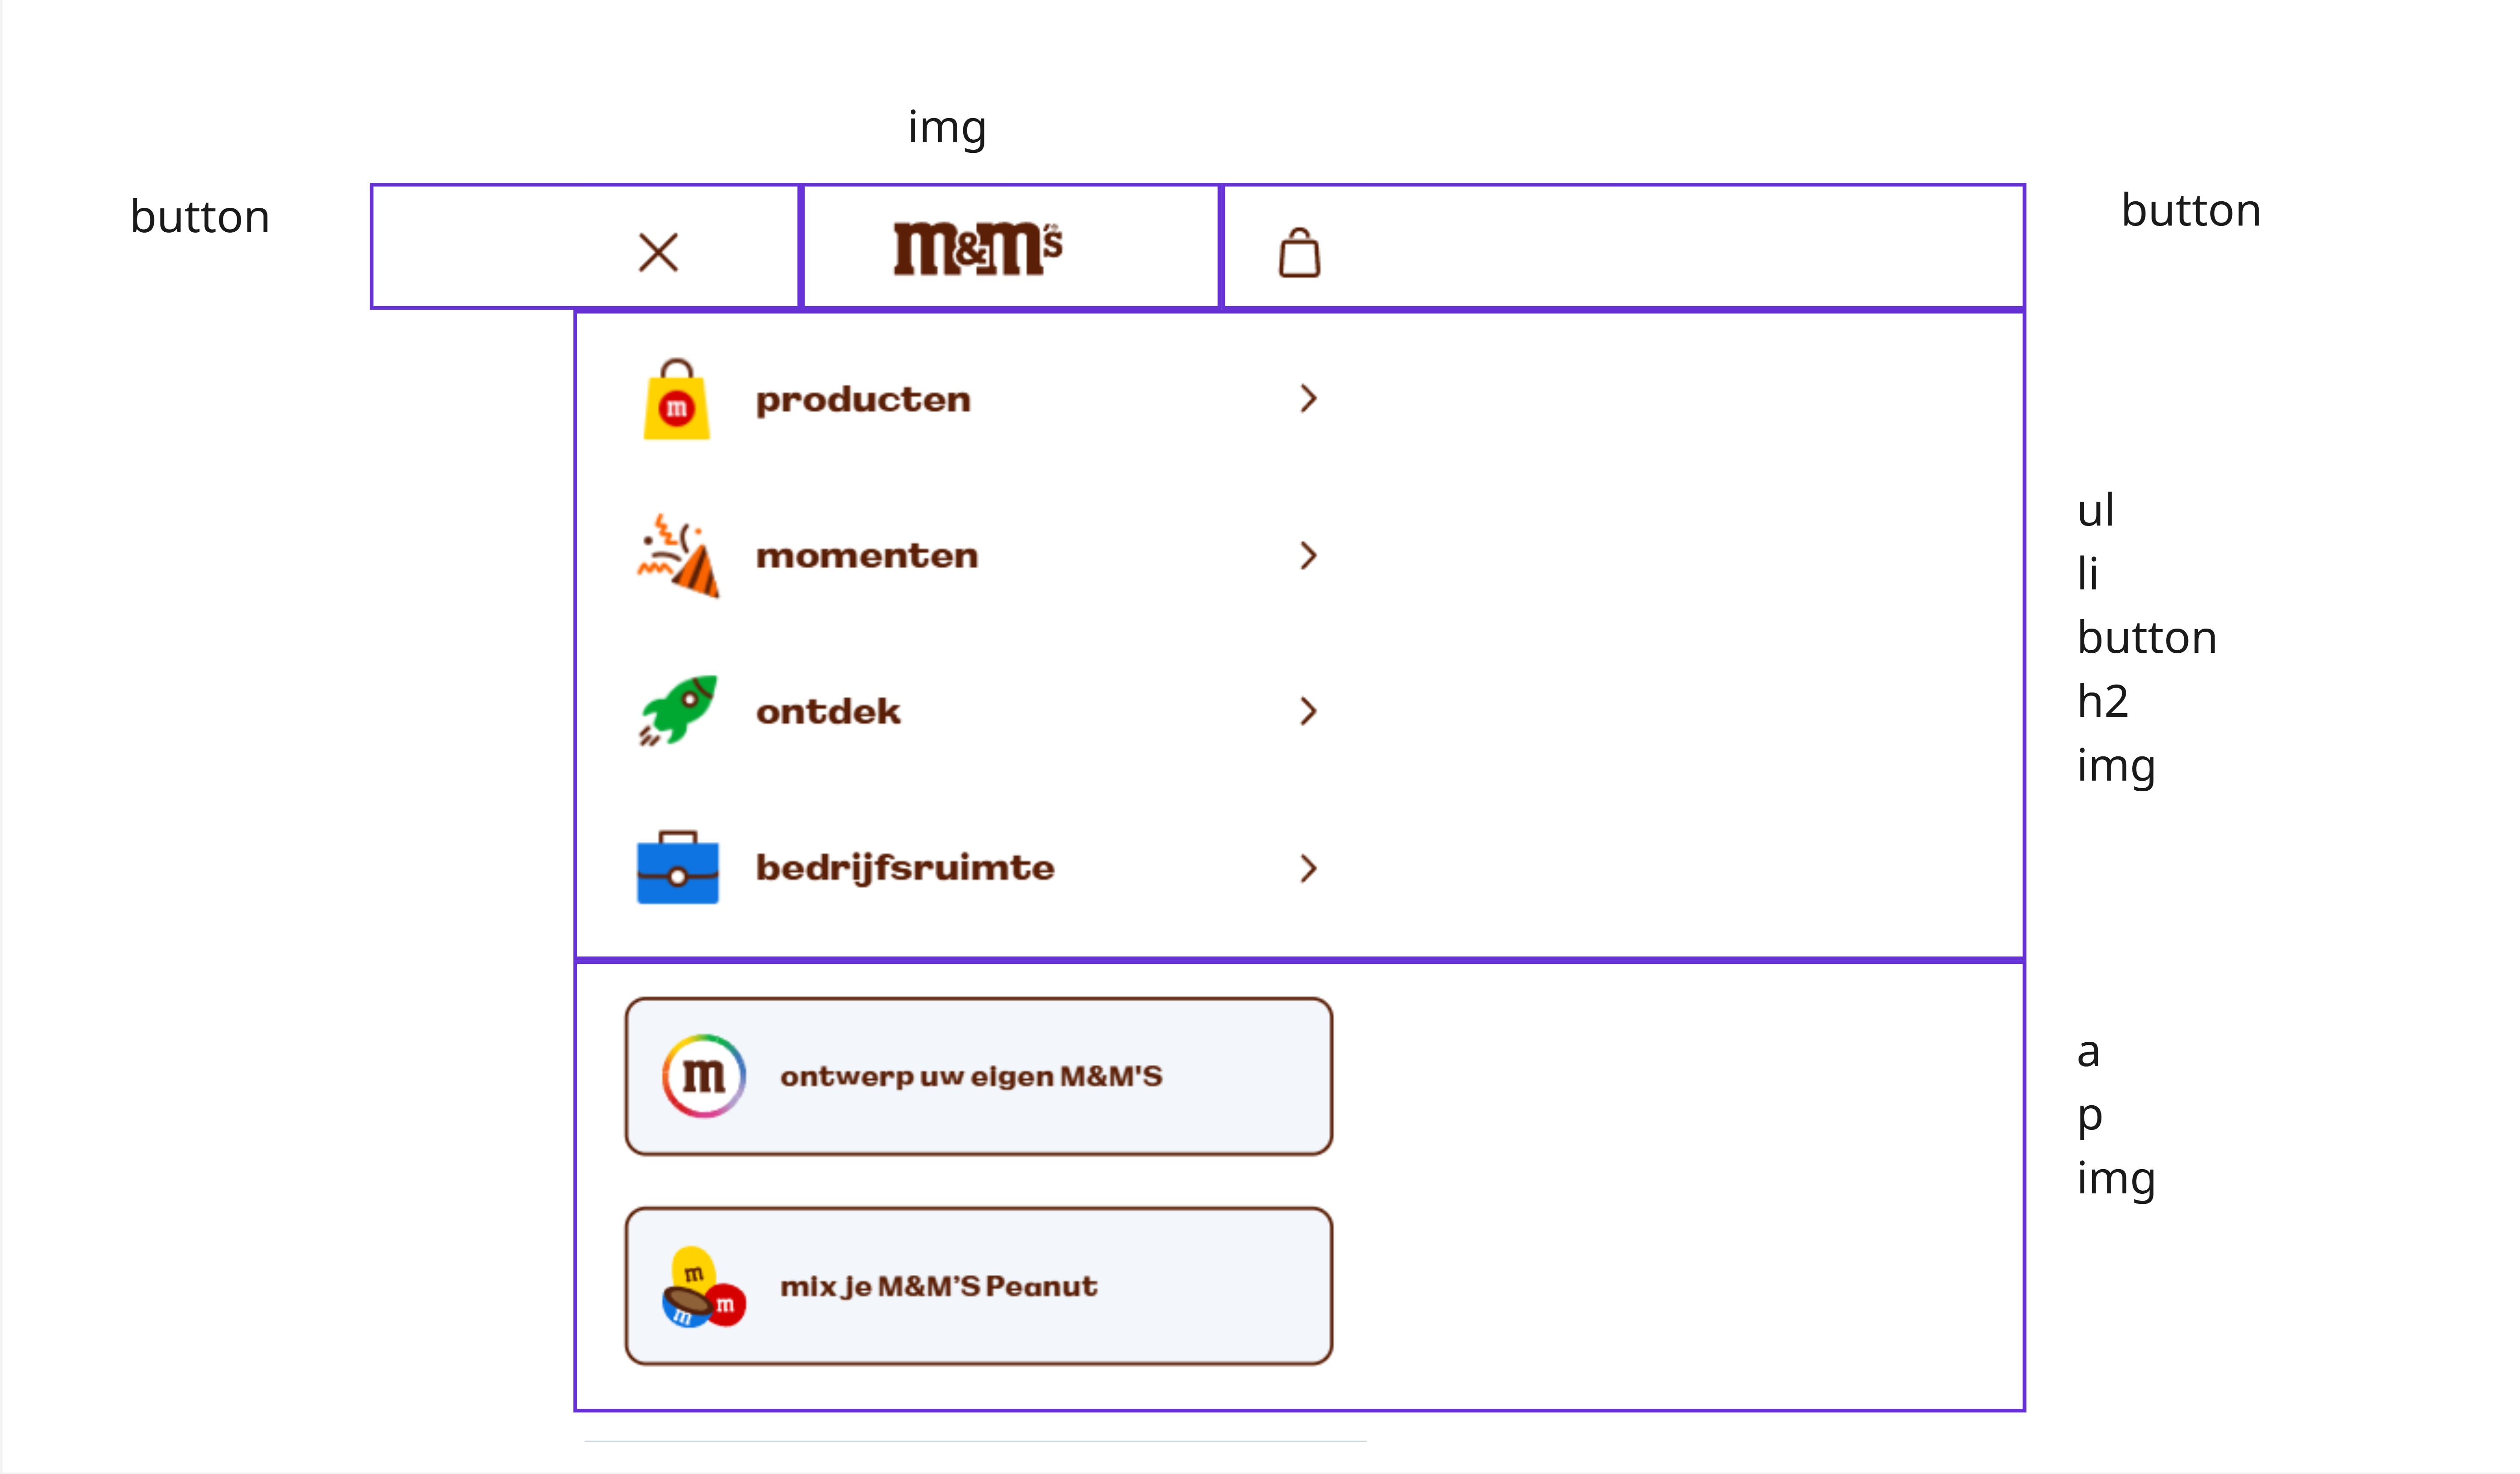 img
button
m&m's
button
m
producten
momenten
ontdek
bedrijfsruimte
ul
li
button
h2
img
m
ontwerp uw eigen M&M'S
m
m
m
mix je M&M’S Peanut
a
p
img